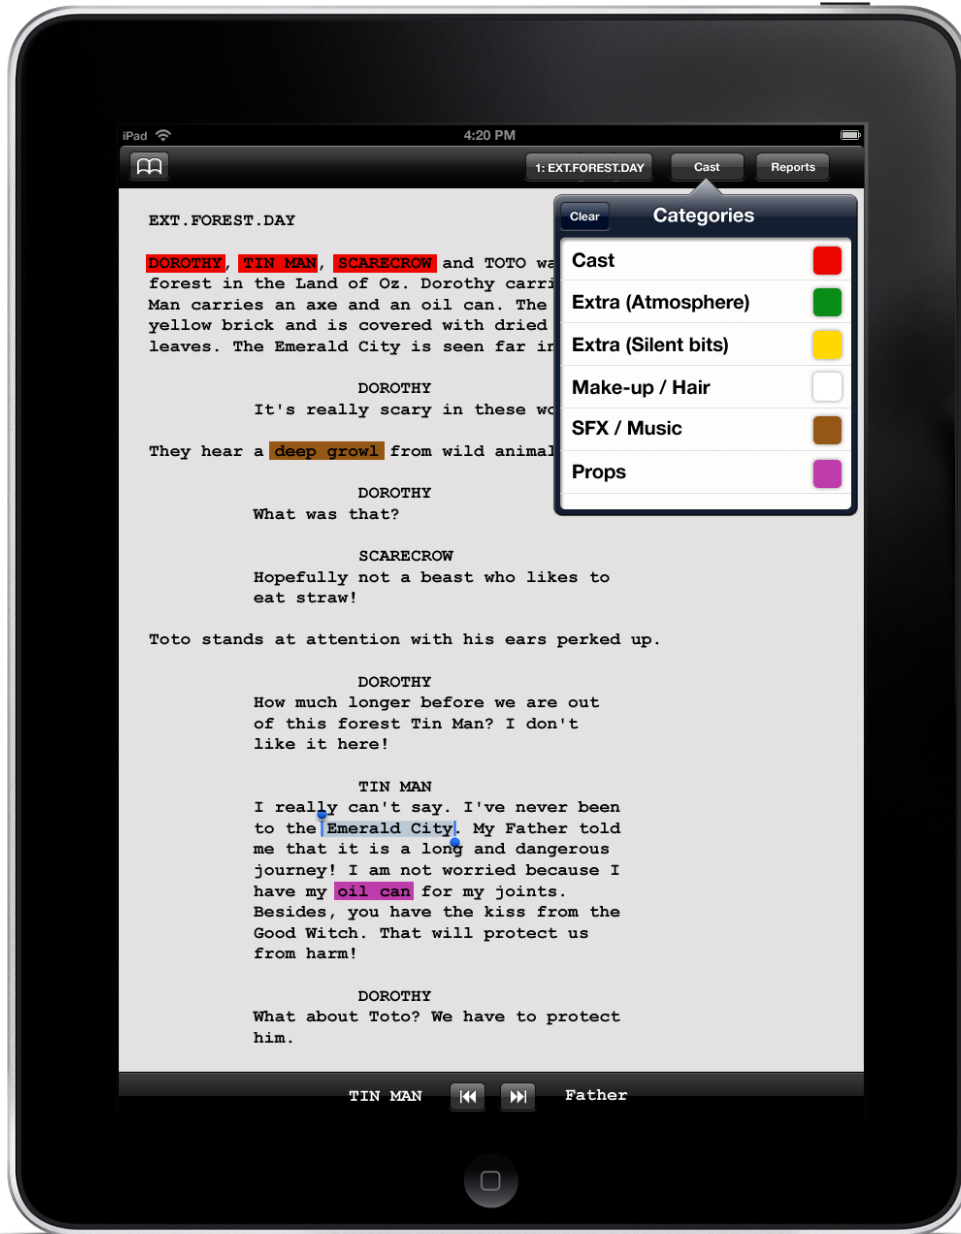 iPad
4:20 PM
1: EXT.FOREST.DAY
Cast
Reports
Clear
Categories
Cast
Extra (Atmosphere)
Extra (Silent bits)
Make-up / Hair
SFX / Music
Props
EXT.FOREST.DAY
DOROTHY, TIN MAN, SCARECROW and TOTO wa
forest in the Land of Oz. Dorothy carri
Man carries an axe and an oil can. The
yellow brick and is covered with dried
leaves. The Emerald City is seen far in
DOROTHY
It's really scary in these wo
They hear a deep growl from wild animal
DOROTHY
What was that?
SCARECROW
Hopefully not a beast who likes to
eat straw!
Toto stands at attention with his ears perked up.
DOROTHY
How much longer before we are out
of this forest Tin Man? I don't
like it here!
TIN MAN
I really can't say. I've never been
to the Emerald City. My Father told
me that it is a long and dangerous
journey! I am not worried because I
have my oil can for my joints.
Besides, you have the kiss from the
Good Witch. That will protect us
from harm!
DOROTHY
What about Toto? We have to protect
him.
TIN MAN
Father